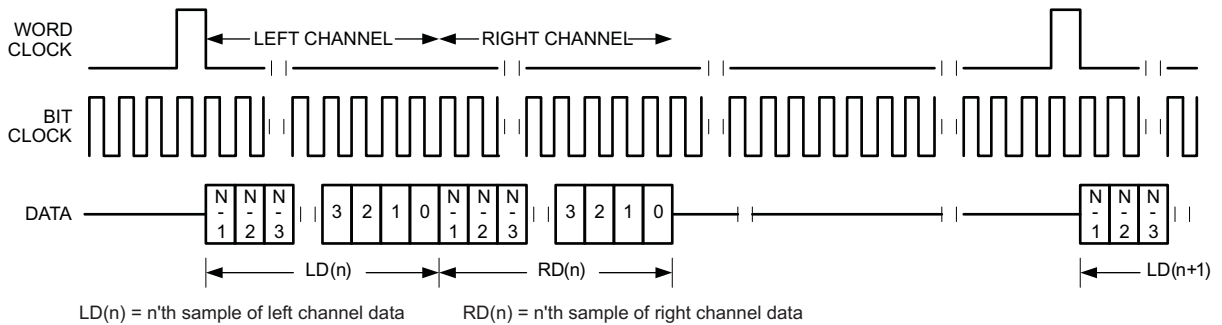 WORD
CLOCK
LEFT CHANNEL
RIGHT CHANNEL
BIT
CLOCK
DATA
N-1 N-2 N-3 3 2 1 0 N-1 N-2 N-3 3 2 1 0 N-1 N-2 N-3
LD(n) RD(n) LD(n+1)
LD(n) = n'th sample of left channel data RD(n) = n'th sample of right channel data